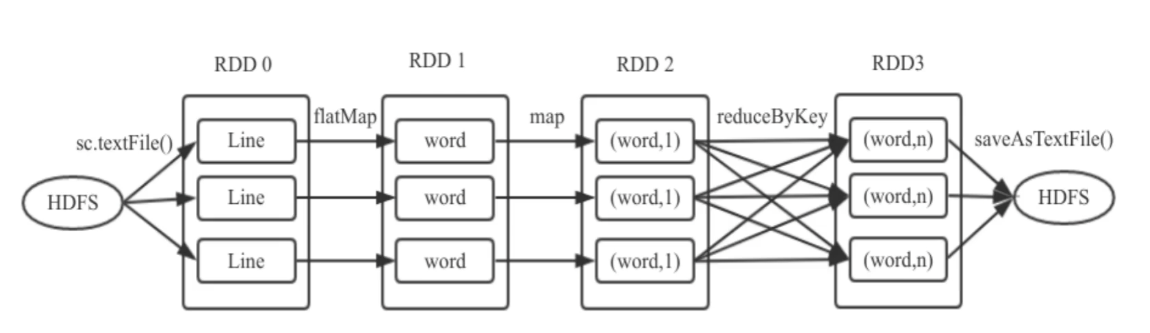 RDD 0
RDD 1
RDD 2
RDD3
sc.textFile()
flatMap
map
reduceByKey
saveAsTextFile()
Line
word
(word,1)
(word,n)
HDFS
Line
word
(word,1)
(word,n)
HDFS
Line
word
(word,1)
(word,n)